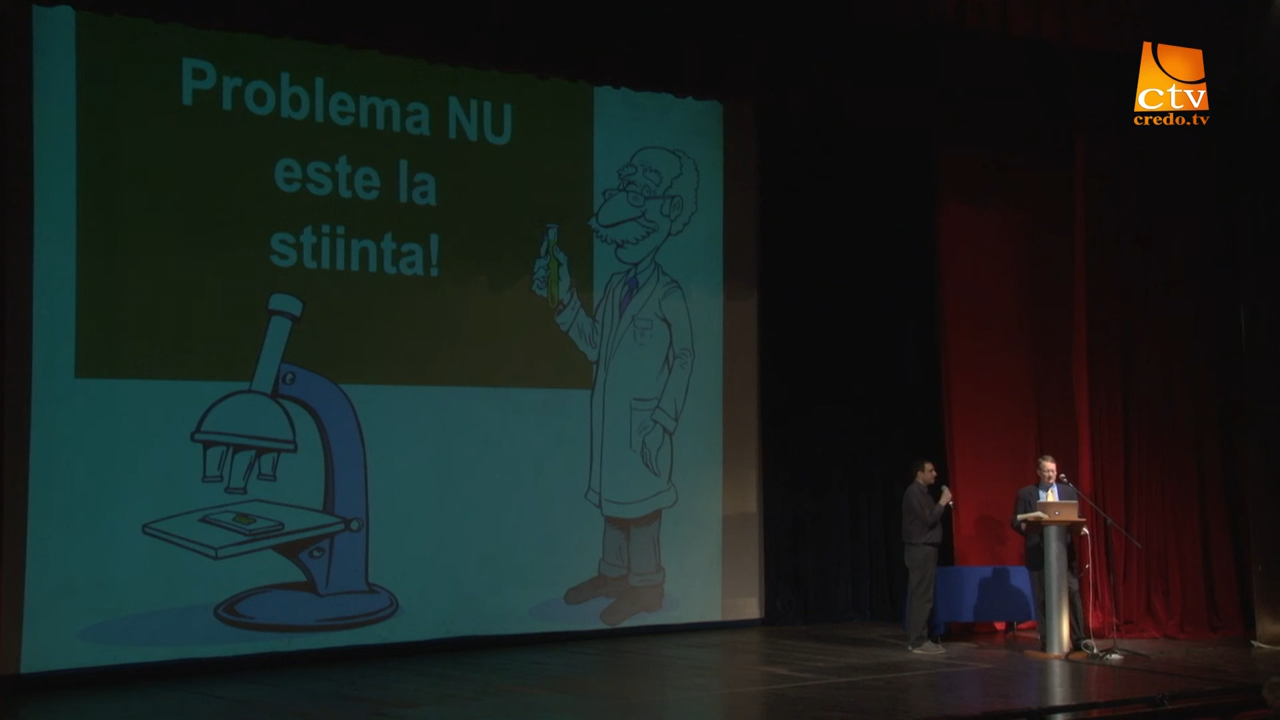 Problema NU
este la
stiinta!
ctv
credo.tv